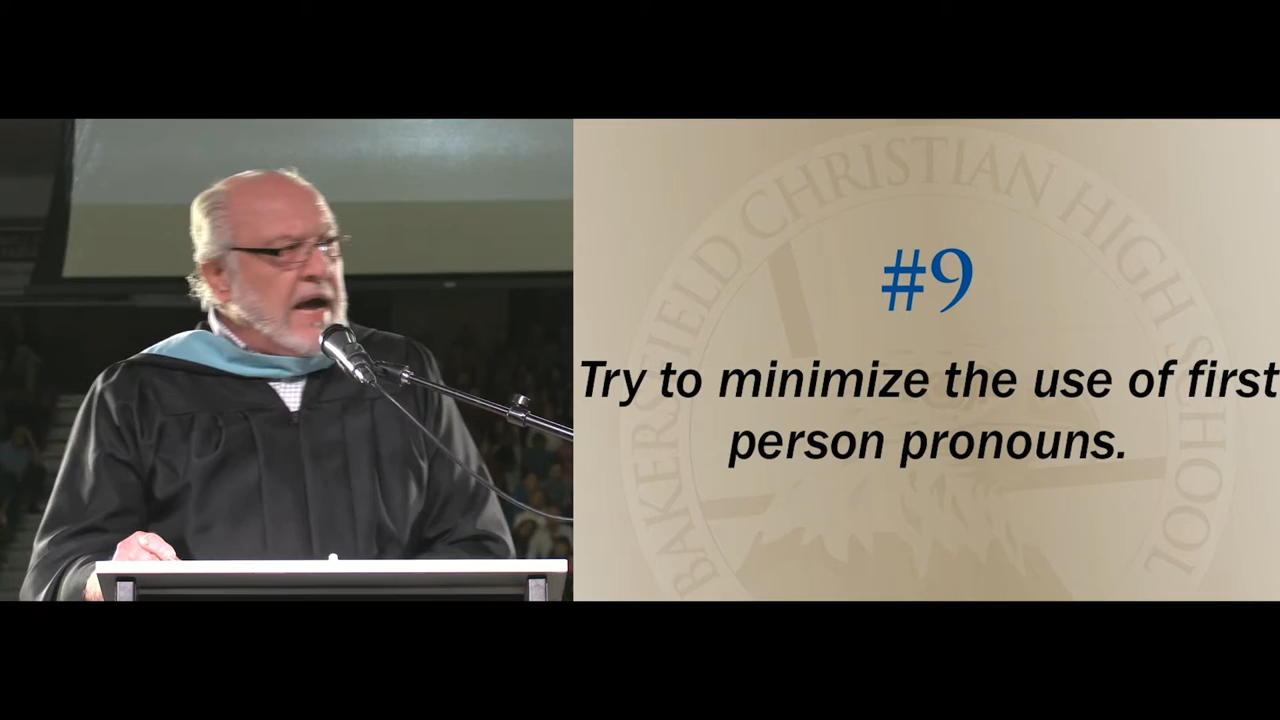 BAKERSFIELD CHRISTIAN HIGH SCHOOL
#9
Try to minimize the use of first
person pronouns.